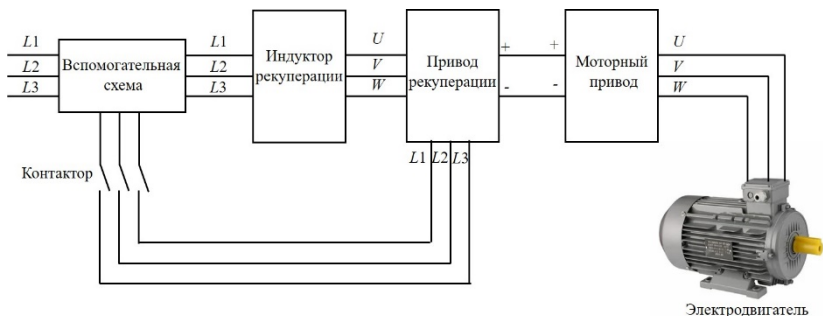 L1
L2
L3
Вспомогательная
схема
L1
L2
L3
Индуктор
рекуперации
U
V
W
Привод
рекуперации
+
-
+
-
Моторный
привод
U
V
W
L1 L2 L3
Контактор
Электродвигатель